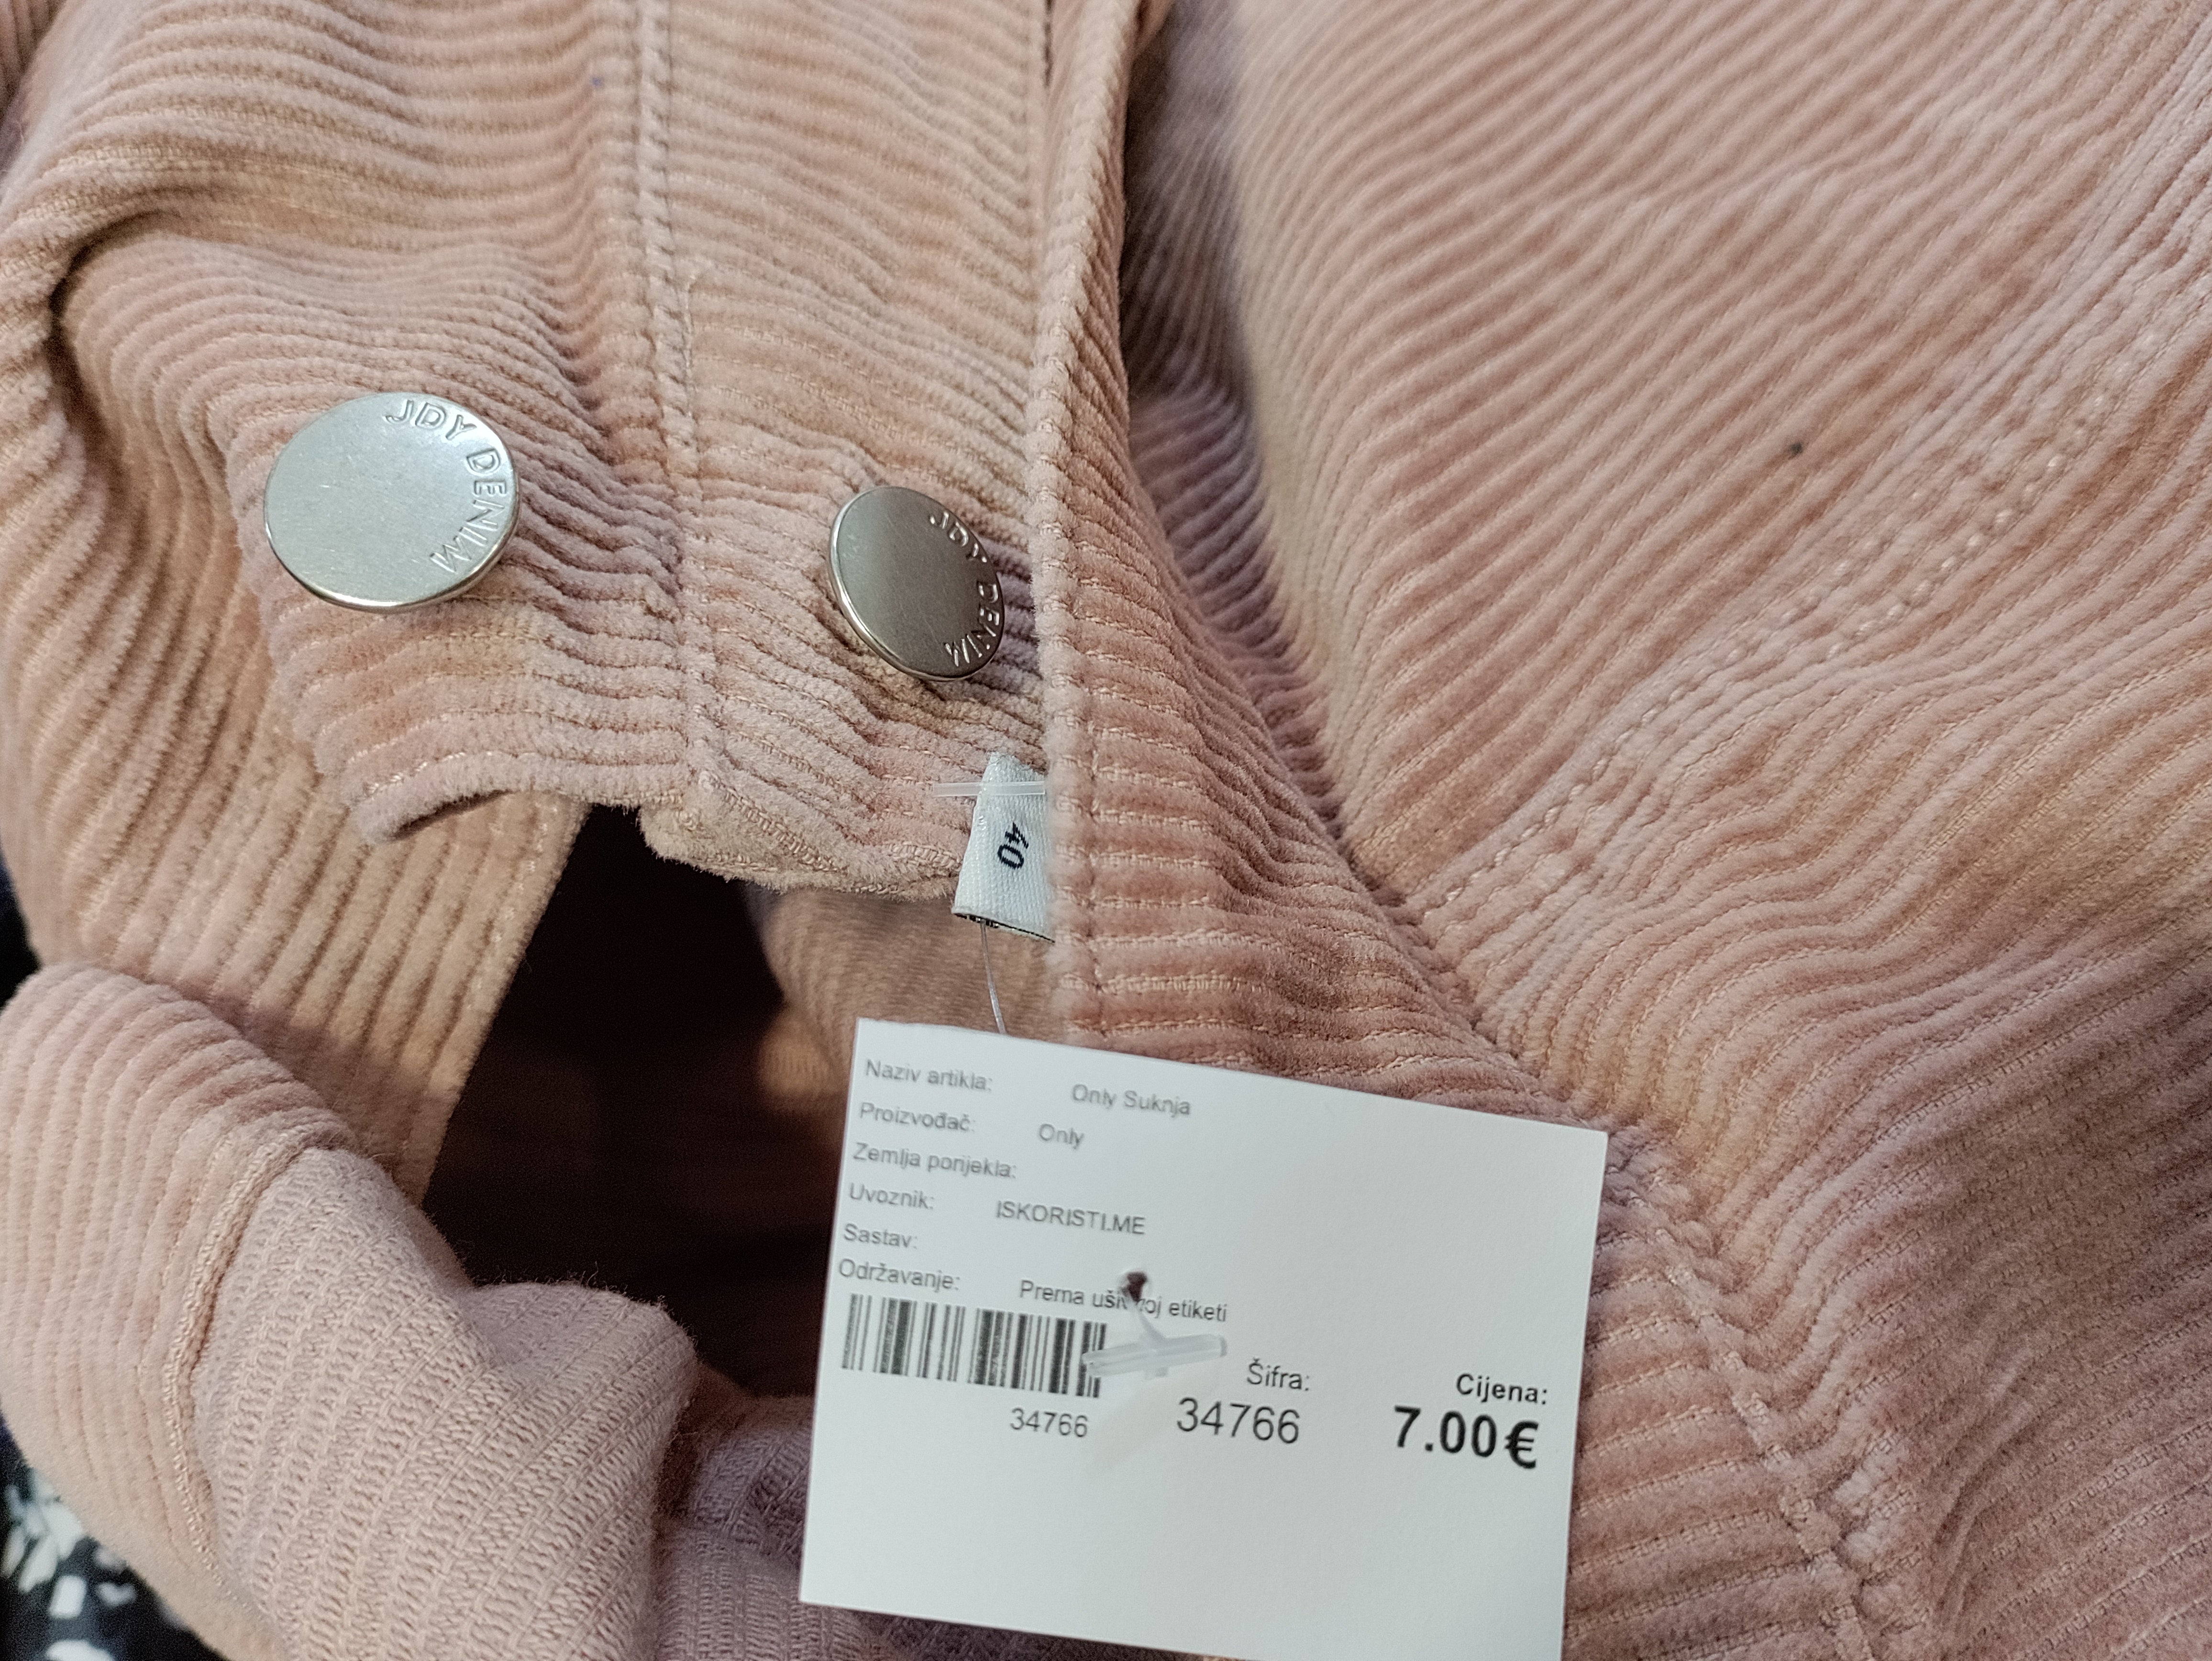 JDY DENIM
JDY DENIM
40
Naziv artikla: Only Suknja
Proizvođač: Only
Zemlja porijekla:
Uvoznik: ISKORISTI.ME
Sastav:
Održavanje: Prema etiketi
34766
Šifra:
34766
Cijena:
7.00€